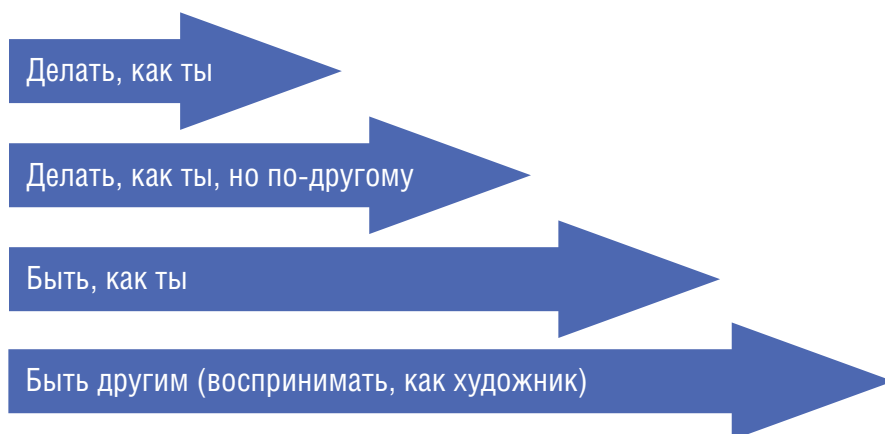 Делать, как ты
Делать, как ты, но по-другому
Быть, как ты
Быть другим (воспринимать, как художник)